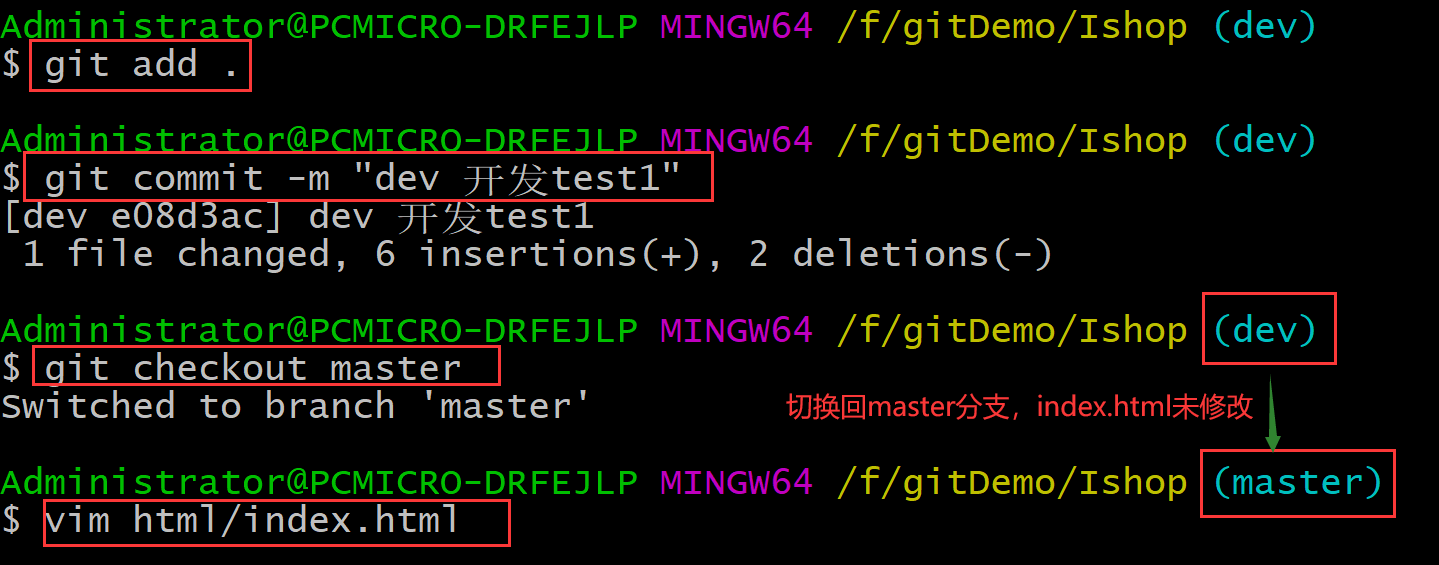 Administrator@PCMICRO-DRFEJLP MINGW64 /f/gitDemo/Ishop (dev)
$ git add .
Administrator@PCMICRO-DRFEJLP MINGW64 /f/gitDemo/Ishop (dev)
$ git commit -m "dev 开发test1"
[dev e08d3ac] dev 开发test1
 1 file changed, 6 insertions(+), 2 deletions(-)
Administrator@PCMICRO-DRFEJLP MINGW64 /f/gitDemo/Ishop (dev)
$ git checkout master
Switched to branch 'master'
切换回master分支，index.html未修改
Administrator@PCMICRO-DRFEJLP MINGW64 /f/gitDemo/Ishop (master)
$ vim html/index.html